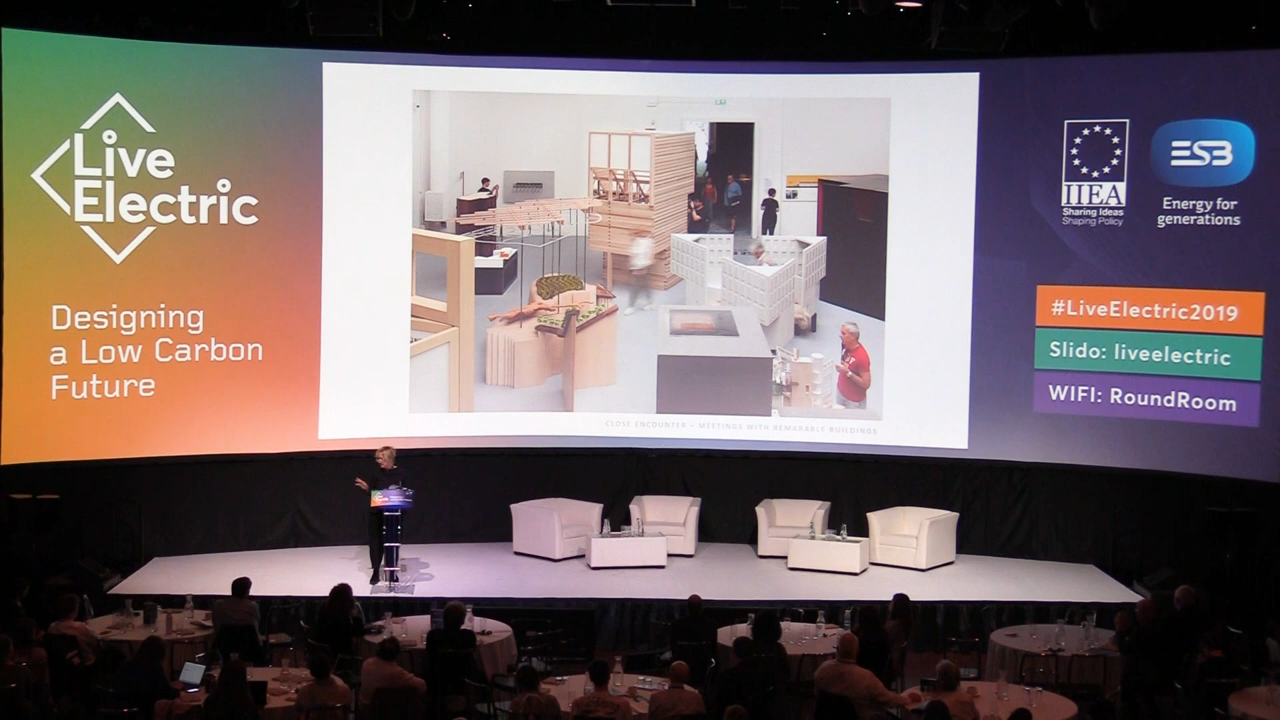 Live
Electric
Designing
a Low Carbon
Future
CLOSE ENCOUNTER – MEETINGS WITH REMARKABLE BUILDINGS
IIEA
Sharing Ideas
Shaping Policy
ESB
Energy for
generations
#LiveElectric2019
Slido: liveelectric
WIFI: RoundRoom